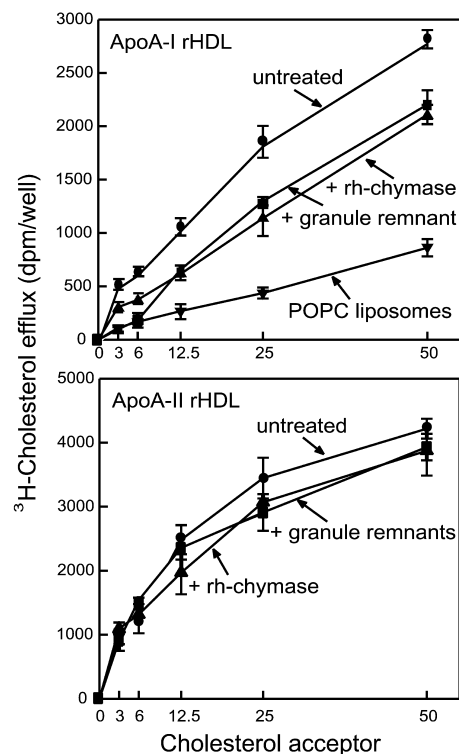 3000
ApoA-I rHDL
2500
untreated
2000
1500
+ rh-chymase
1000
+ granule remnant
500
POPC liposomes
0
0 3 6 12.5 25 50
³H-Cholesterol efflux (dpm/well)
5000
ApoA-II rHDL
untreated
4000
3000
+ granule remnants
2000
+ rh-chymase
1000
0
0 3 6 12.5 25 50
Cholesterol acceptor